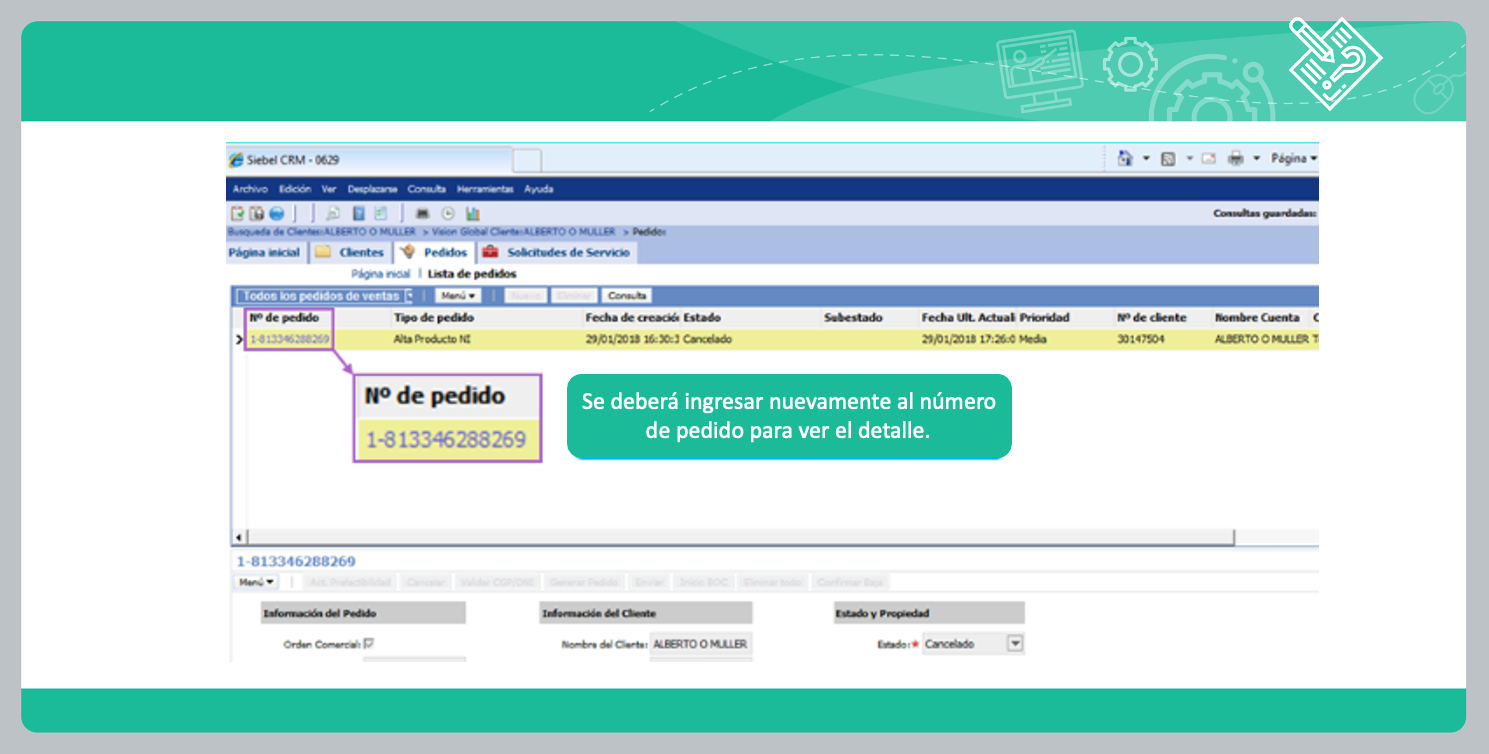 Siebel CRM - 0629
Página
Archivo Edición Ver Desplazarse Consulta Herramientas Ayuda
Consultas guardadas:
Busqueda de Clientes:ALBERTO O MULLER > Vision Global Cliente:ALBERTO O MULLER > Pedidos
Página inicial Clientes Pedidos Solicitudes de Servicio
Página inicial | Lista de pedidos
Todos los pedidos de ventas Menú Nuevo Eliminar Consulta
Nº de pedido Tipo de pedido Fecha de creació Estado Subestado Fecha Ult. Actuali Prioridad Nº de cliente Nombre Cuenta C
1-813346288269 Alta Producto NI 29/01/2018 16:30:3 Cancelado 29/01/2018 17:26:0 Media 30147504 ALBERTO O MULLER T
Nº de pedido
1-813346288269
Se deberá ingresar nuevamente al número
de pedido para ver el detalle.
1-813346288269
Menú Act. Prefactibilidad Cancelar Validar Generar Pedido Enviar Inicio BOC Eliminar todo Confirmar Baja
Información del Pedido Información del Cliente Estado y Propiedad
Orden Comercial: Nombre del Cliente: ALBERTO O MULLER Estado:* Cancelado